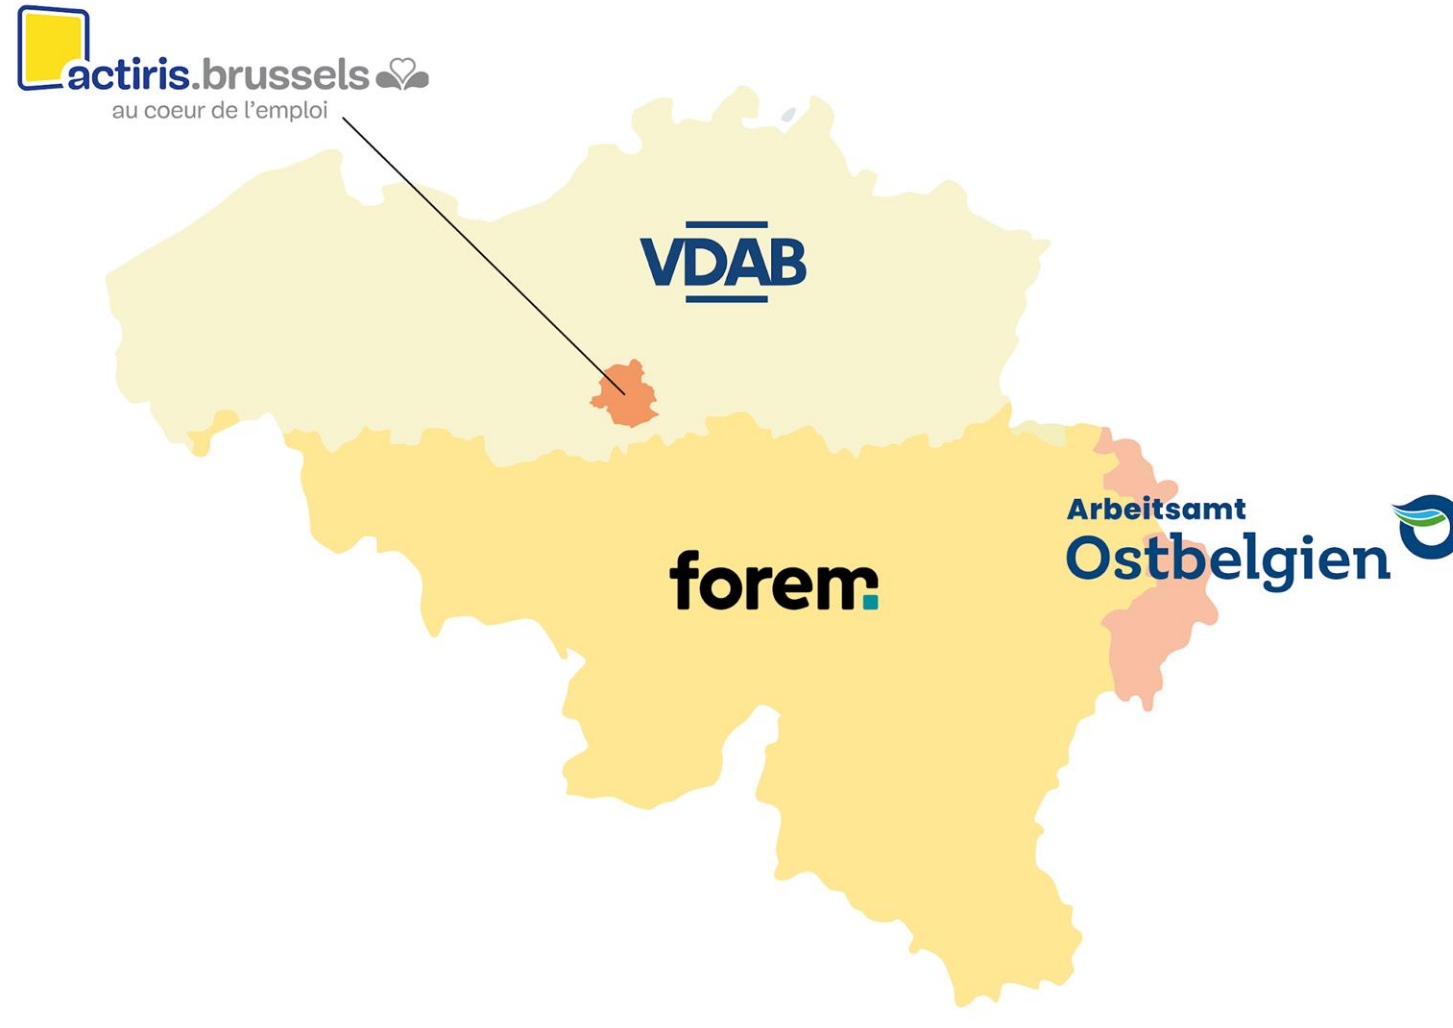 actiris.brussels
au coeur de l'emploi
VDAB
Arbeitsamt
Ostbelgien
forem